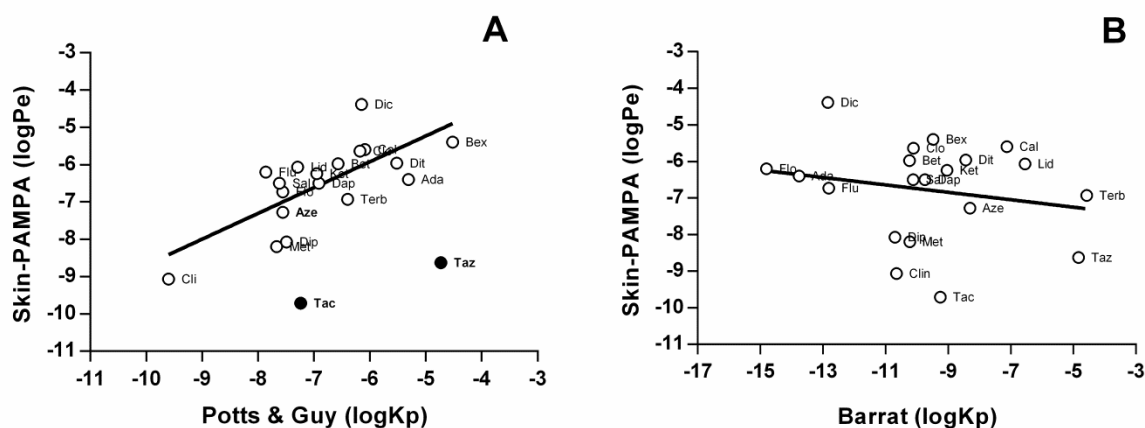 A
Skin-PAMPA (logPe)
-3
-4
-5
-6
-7
-8
-9
-10
-11
Dic
Bex
Cal
Lid
Bet
Dit
Flu
Ket
Ada
Sal
Dap
Flo
Terb
Aze
Dip
Met
Taz
Cli
Tac
-11 -10 -9 -8 -7 -6 -5 -4 -3
Potts & Guy (logKp)
B
Skin-PAMPA (logPe)
-3
-4
-5
-6
-7
-8
-9
-10
-11
Dic
Bex
Clo
Cal
Bet
Dit
Lid
Flo
Ket
Ada
Sal
Dap
Flu
Terb
Aze
Dip
Met
Taz
Clin
Tac
-17 -15 -13 -11 -9 -7 -5 -3
Barrat (logKp)